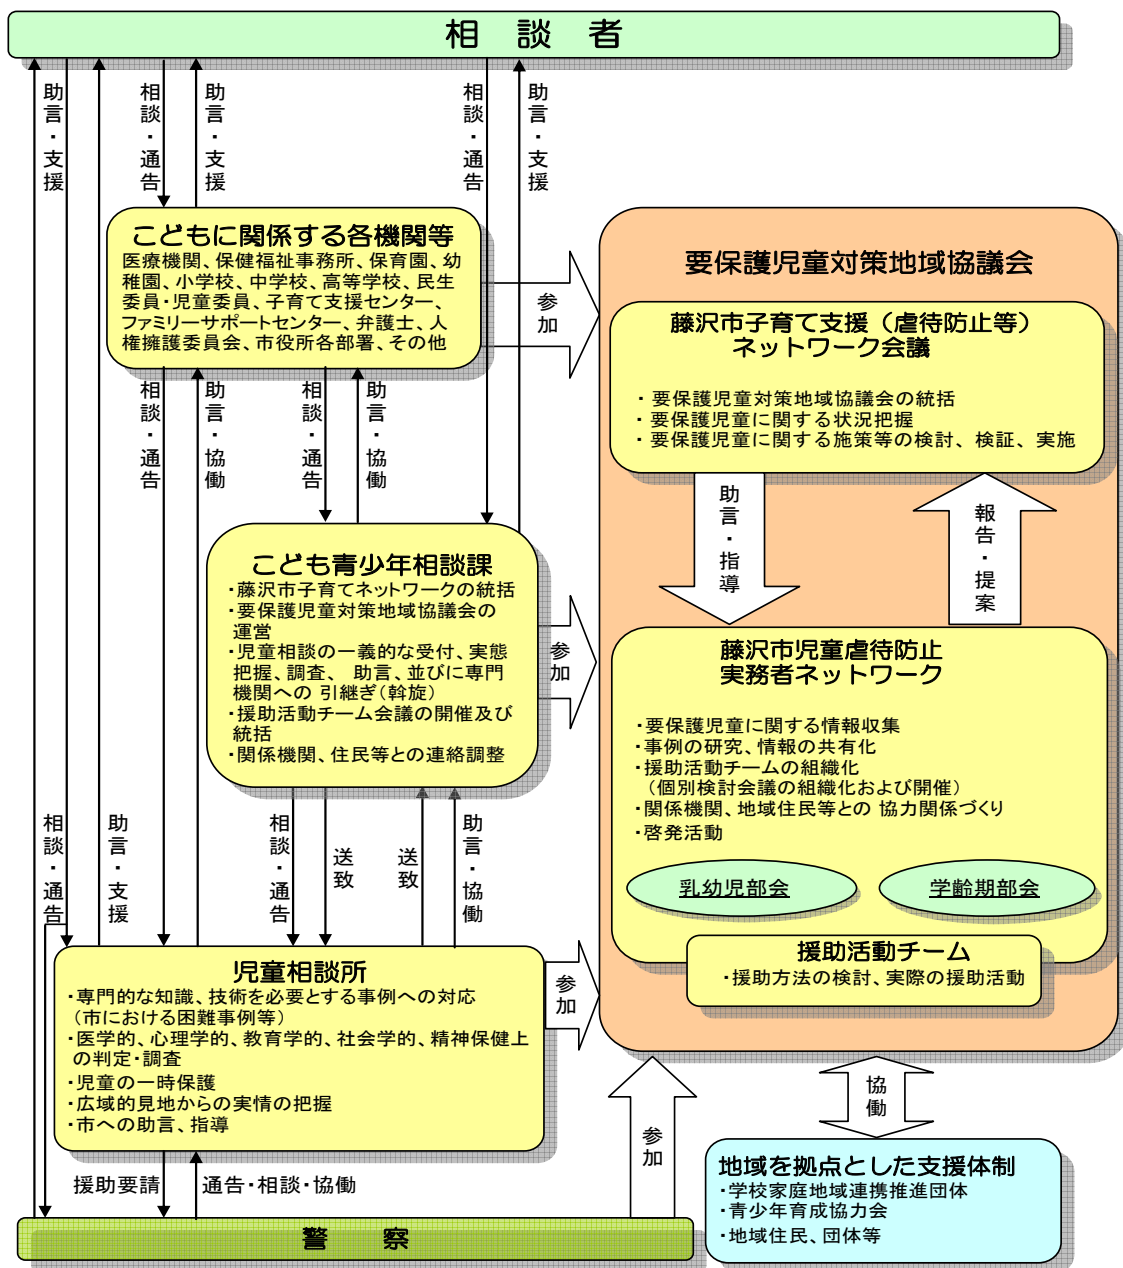 相 談 者
助言・支援
相談・通告
助言・支援
相談・通告
助言・支援
こどもに関係する各機関等
医療機関、保健福祉事務所、保育園、幼
稚園、小学校、中学校、高等学校、民生
委員・児童委員、子育て支援センター、
ファミリーサポートセンター、弁護士、人
権擁護委員会、市役所各部署、その他
参加
相談・通告
助言・協働
相談・通告
助言・協働
こども青少年相談課
・藤沢市子育てネットワークの統括
・要保護児童対策地域協議会の
運営
・児童相談の一義的な受付、実態
把握、調査、 助言、並びに専門
機関への 引継ぎ（斡旋）
・援助活動チーム会議の開催及び
統括
・関係機関、住民等との連絡調整
参加
相談・通告
助言・支援
相談・通告
送致
送致
助言・協働
児童相談所
・専門的な知識、技術を必要とする事例への対応
（市における困難事例等）
・医学的、心理学的、教育学的、社会学的、精神保健上
の判定・調査
・児童の一時保護
・広域的見地からの実情の把握
・市への助言、指導
参加
援助要請
通告・相談・協働
警 察
参加
要保護児童対策地域協議会
藤沢市子育て支援（虐待防止等）
ネットワーク会議
・要保護児童対策地域協議会の統括
・要保護児童に関する状況把握
・要保護児童に関する施策等の検討、検証、実施
助言・指導
報告・提案
藤沢市児童虐待防止
実務者ネットワーク
・要保護児童に関する情報収集
・事例の研究、情報の共有化
・援助活動チームの組織化
（個別検討会議の組織化および開催）
・関係機関、地域住民等との 協力関係づくり
・啓発活動
乳幼児部会
学齢期部会
援助活動チーム
・援助方法の検討、実際の援助活動
協働
地域を拠点とした支援体制
・学校家庭地域連携推進団体
・青少年育成協力会
・地域住民、団体等